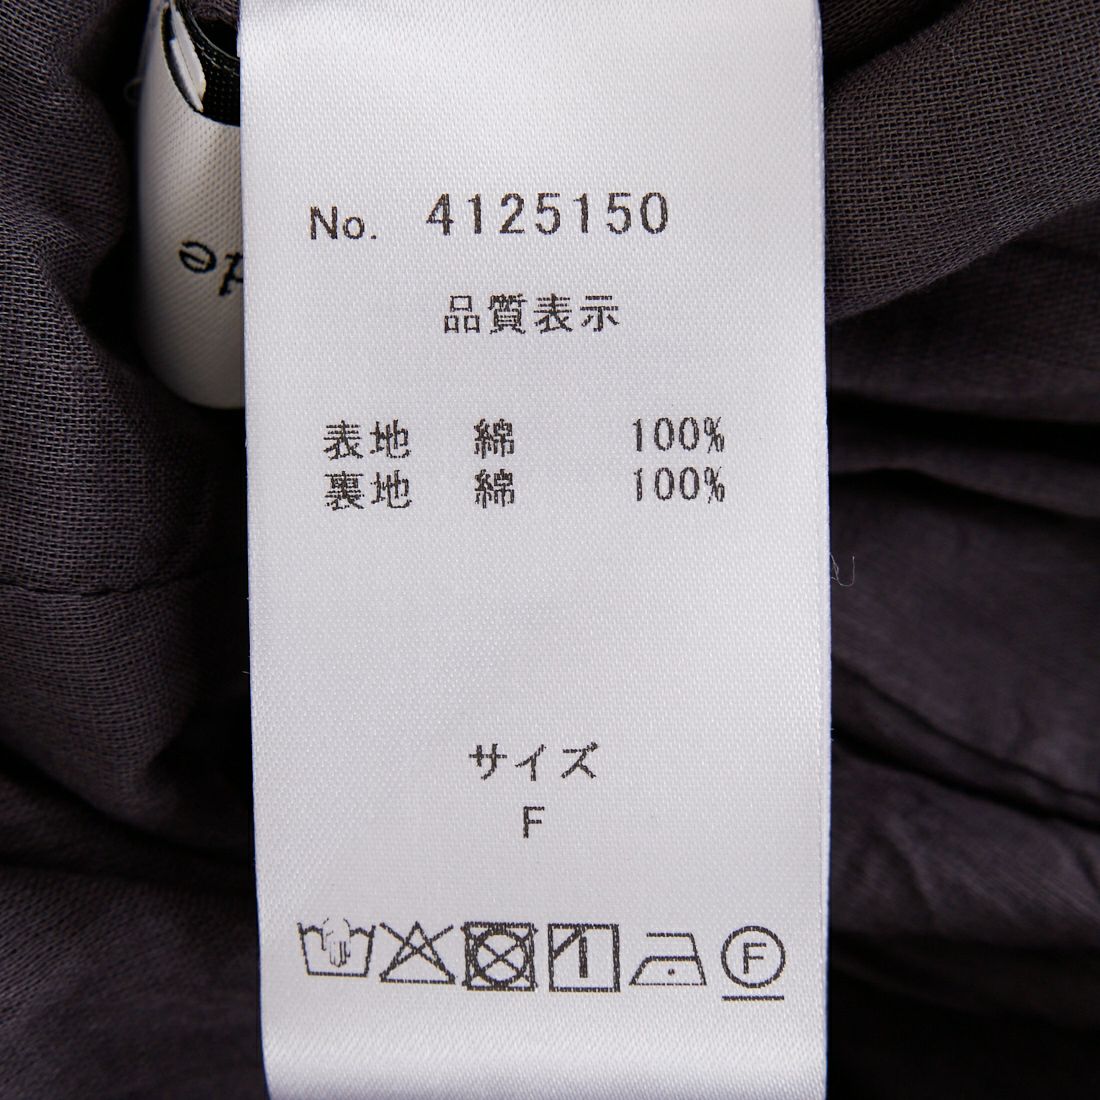 No. 4125150
品質表示
表地 綿 100%
裏地 綿 100%
サイズ
F
F